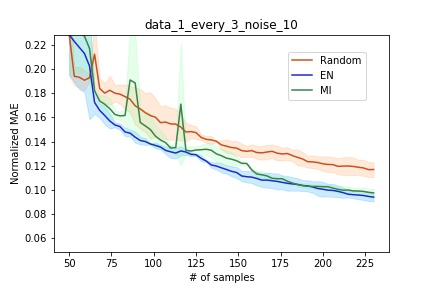 data_1_every_3_noise_10
Normalized MAE
0.22
0.20
0.18
0.16
0.14
0.12
0.10
0.08
0.06
Random
EN
MI
50 75 100 125 150 175 200 225
# of samples